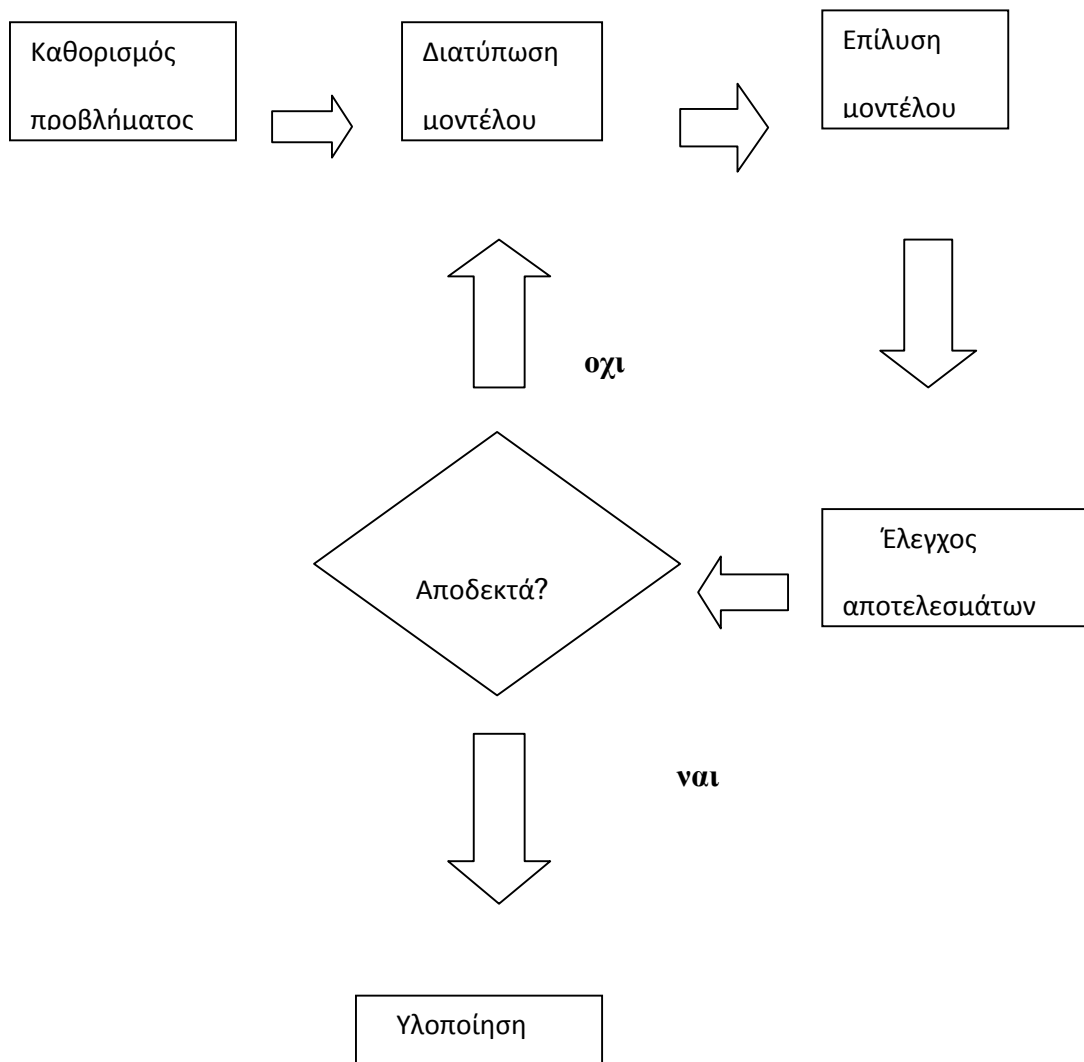 Καθορισμός
προβλήματος
Διατύπωση
μοντέλου
Επίλυση
μοντέλου
οχι
Αποδεκτά?
Έλεγχος
αποτελεσμάτων
ναι
Υλοποίηση